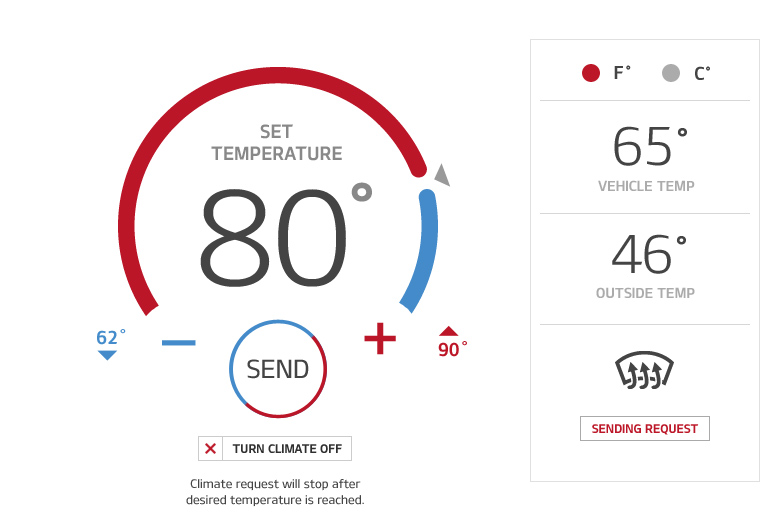 SET
TEMPERATURE
80°
62°
90°
SEND
TURN CLIMATE OFF
Climate request will stop after
desired temperature is reached.
F°
C°
65°
VEHICLE TEMP
46°
OUTSIDE TEMP
SENDING REQUEST